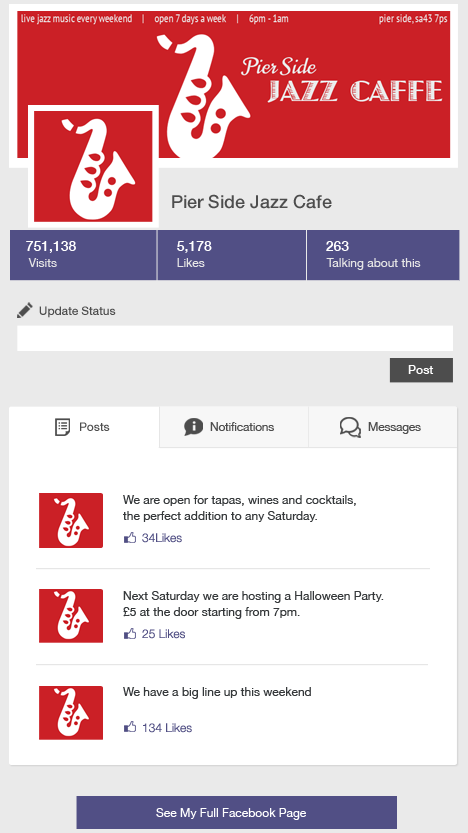 live jazz music every weekend | open 7 days a week | 6pm - 1am pier side, sa43 7ps
Pier Side
JAZZ CAFFE
Pier Side Jazz Cafe
751,138 5,178 263
Visits Likes Talking about this
Update Status
Post
Posts Notifications Messages
We are open for tapas, wines and cocktails,
the perfect addition to any Saturday.
34Likes
Next Saturday we are hosting a Halloween Party.
£5 at the door starting from 7pm.
25 Likes
We have a big line up this weekend
134 Likes
See My Full Facebook Page